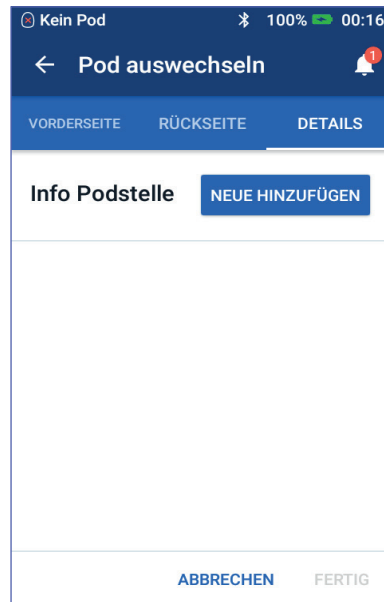 Kein Pod 100% 00:16
Pod auswechseln 1
VORDERSEITE RÜCKSEITE DETAILS
Info Podstelle NEUE HINZUFÜGEN
ABBRECHEN FERTIG